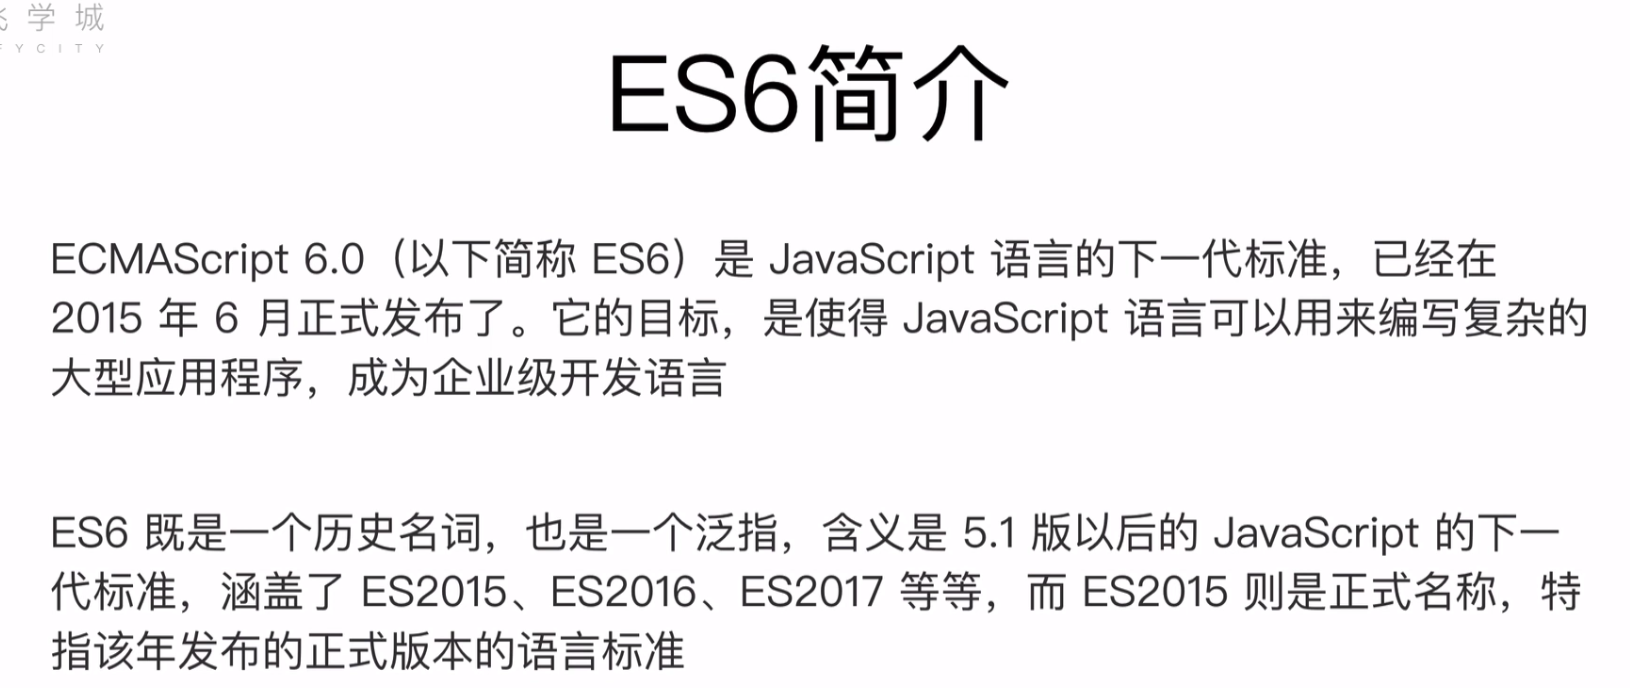 学城
FYCITY
ES6简介
ECMAScript 6.0（以下简称 ES6）是 JavaScript 语言的下一代标准，已经在
2015 年 6 月正式发布了。它的目标，是使得 JavaScript 语言可以用来编写复杂的
大型应用程序，成为企业级开发语言
ES6 既是一个历史名词，也是一个泛指，含义是 5.1 版以后的 JavaScript 的下一
代标准，涵盖了 ES2015、ES2016、ES2017 等等，而 ES2015 则是正式名称，特
指该年发布的正式版本的语言标准